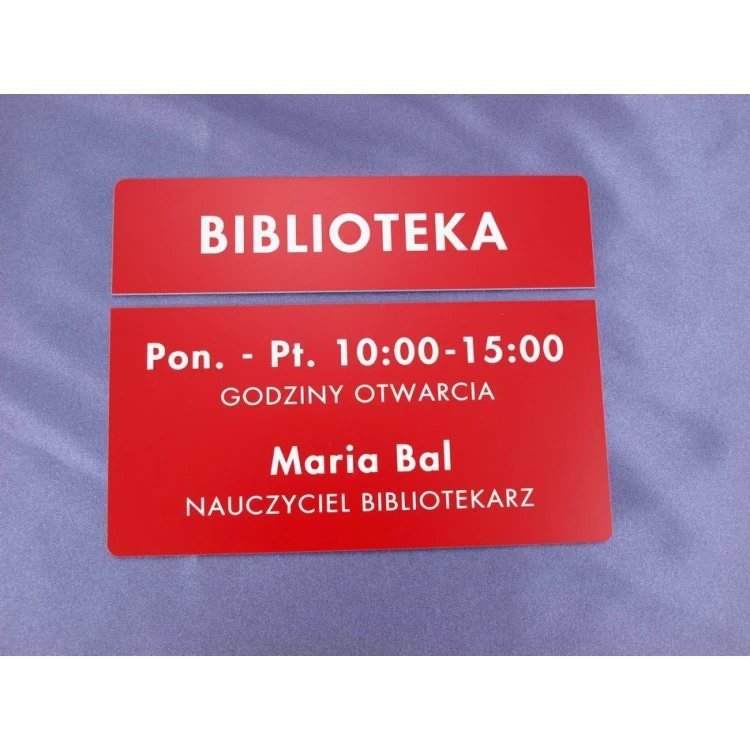 BIBLIOTEKA
Pon. - Pt. 10:00-15:00
GODZINY OTWARCIA
Maria Bal
NAUCZYCIEL BIBLIOTEKARZ